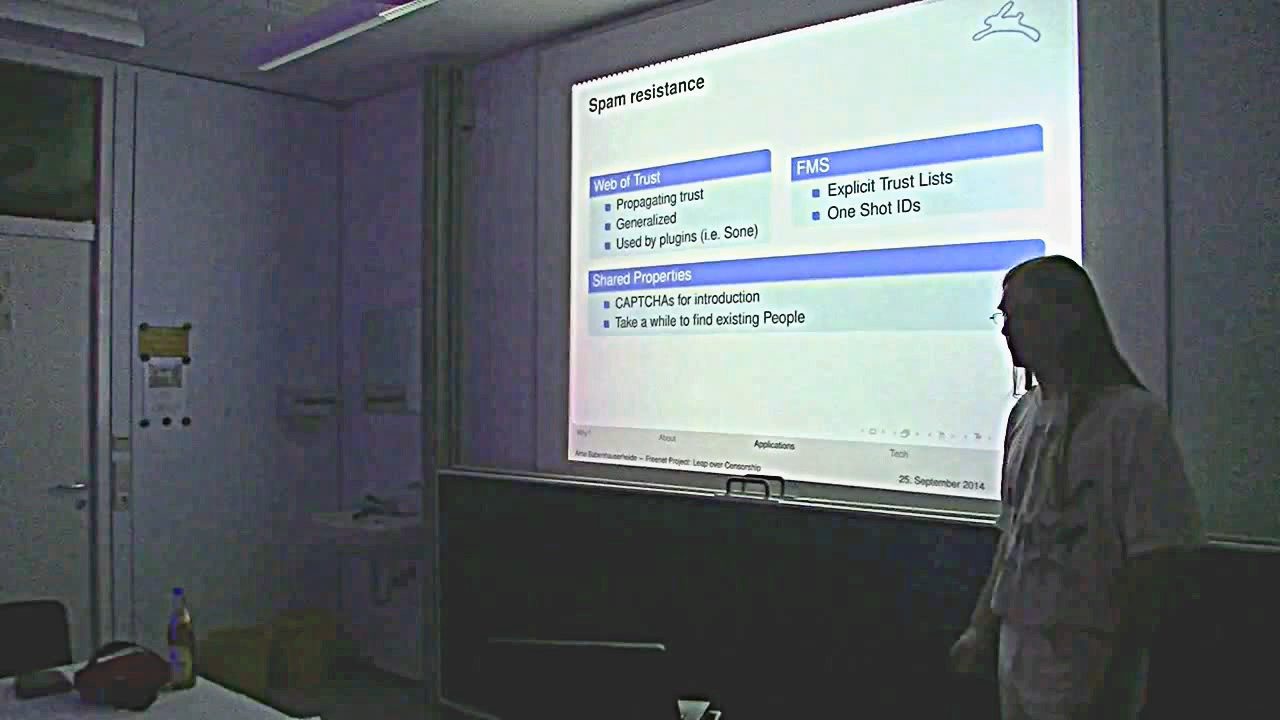 Spam resistance
Web of Trust
Propagating trust
Generalized
Used by plugins (i.e. Sone)
FMS
Explicit Trust Lists
One Shot IDs
Shared Properties
CAPTCHAs for introduction
Take a while to find existing People
Why?
About
Applications
Tech
Arne Babenhauserheide — Freenet Project: Leap over Censorship
25. September 2014